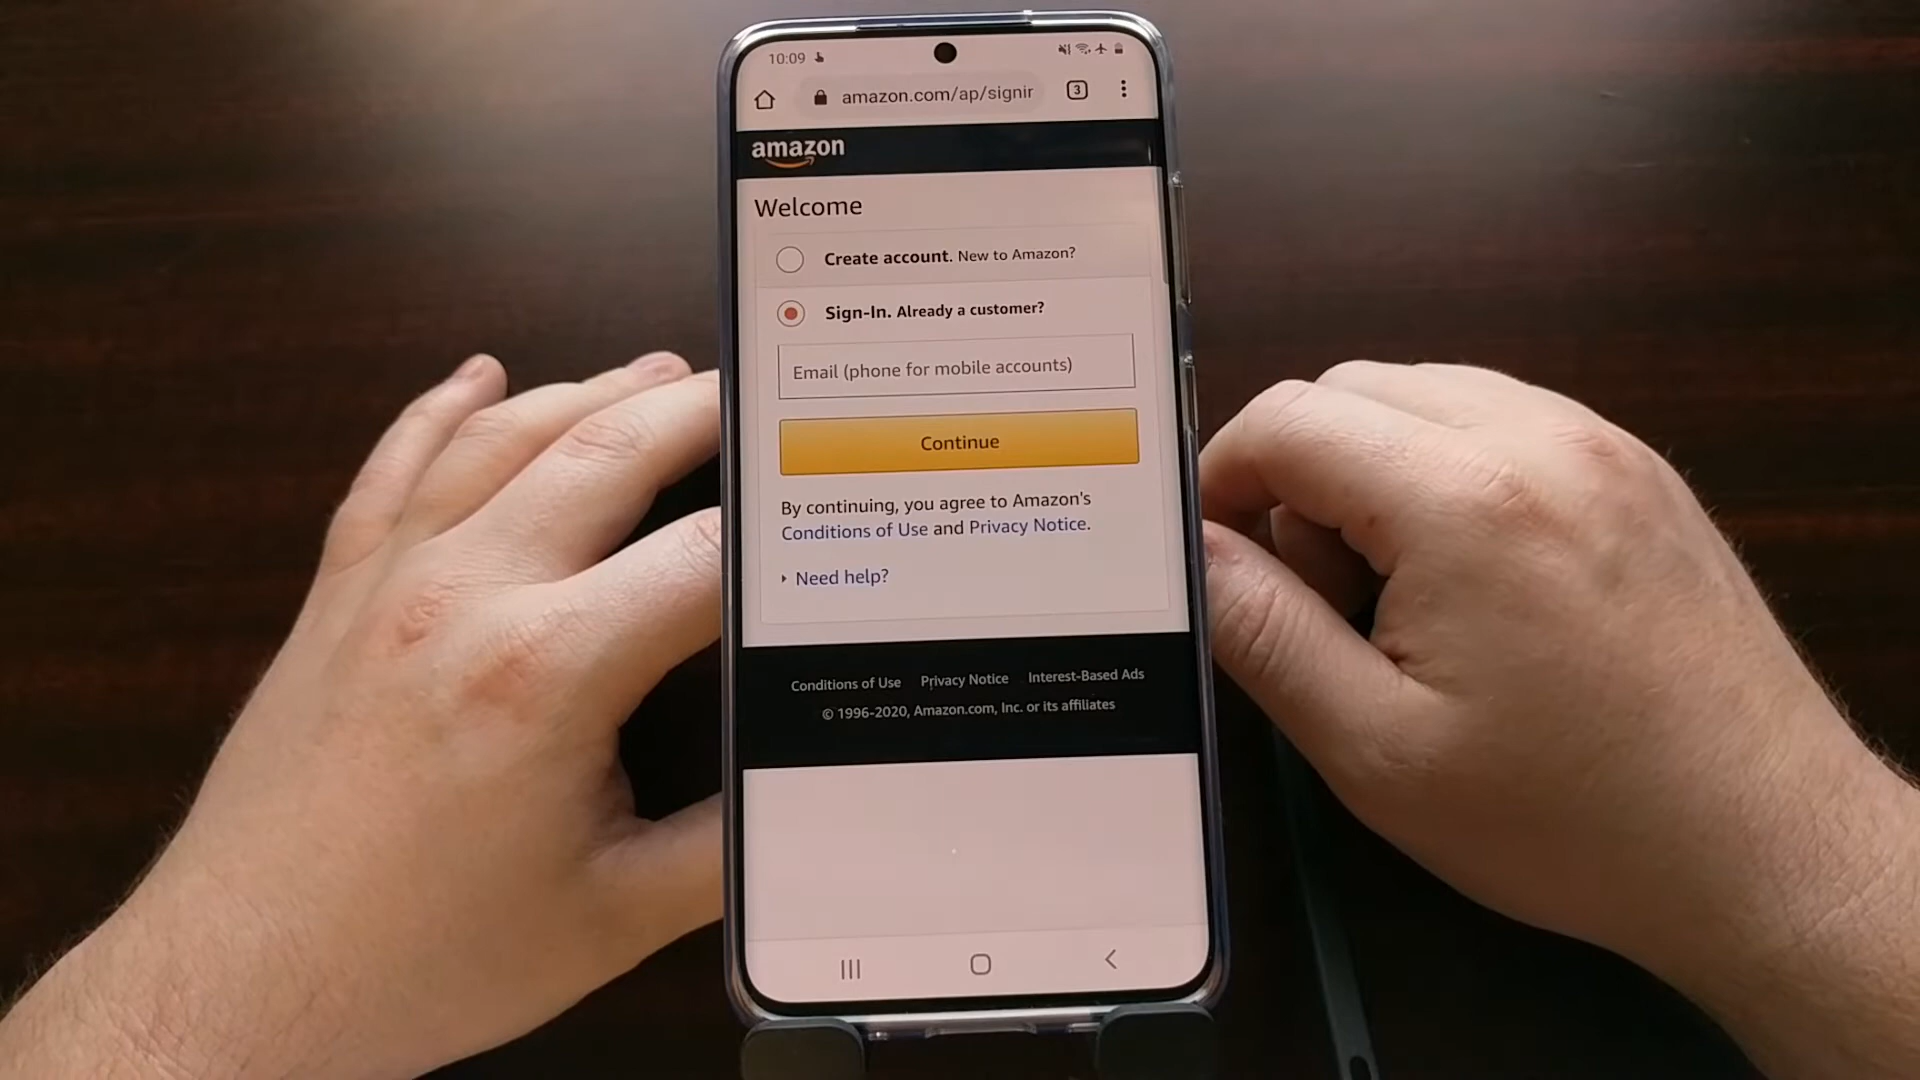 10:09
amazon.com/ap/signir
3
amazon
Welcome
Create account. New to Amazon?
Sign-In. Already a customer?
Email (phone for mobile accounts)
Continue
By continuing, you agree to Amazon's
Conditions of Use and Privacy Notice.
Need help?
Conditions of Use Privacy Notice Interest-Based Ads
© 1996-2020, Amazon.com, Inc. or its affiliates